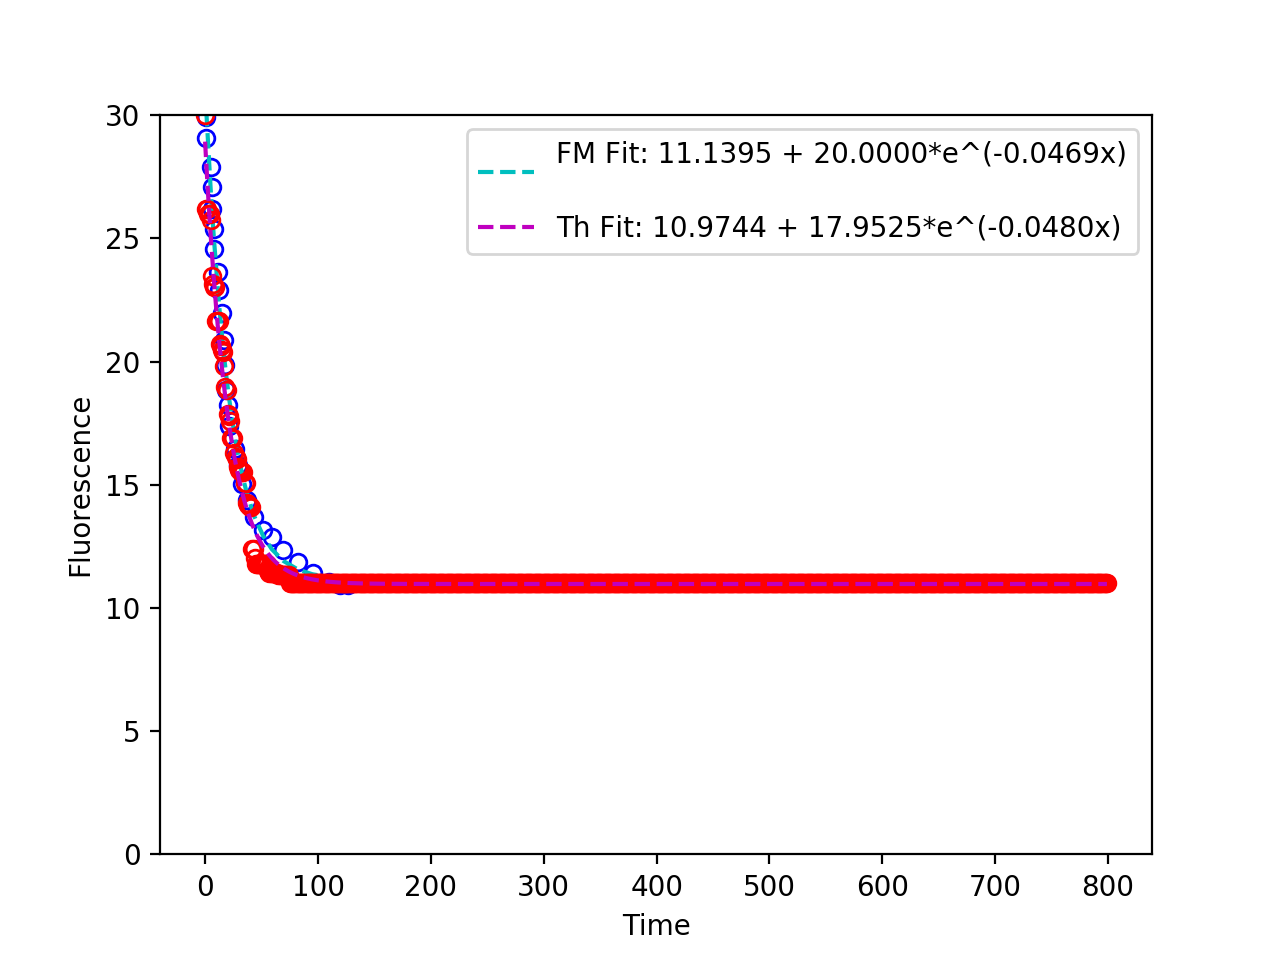 FM Fit: 11.1395 + 20.0000*e^(-0.0469x)
Th Fit: 10.9744 + 17.9525*e^(-0.0480x)
30
25
20
15
10
5
0
Fluorescence
0 100 200 300 400 500 600 700 800
Time